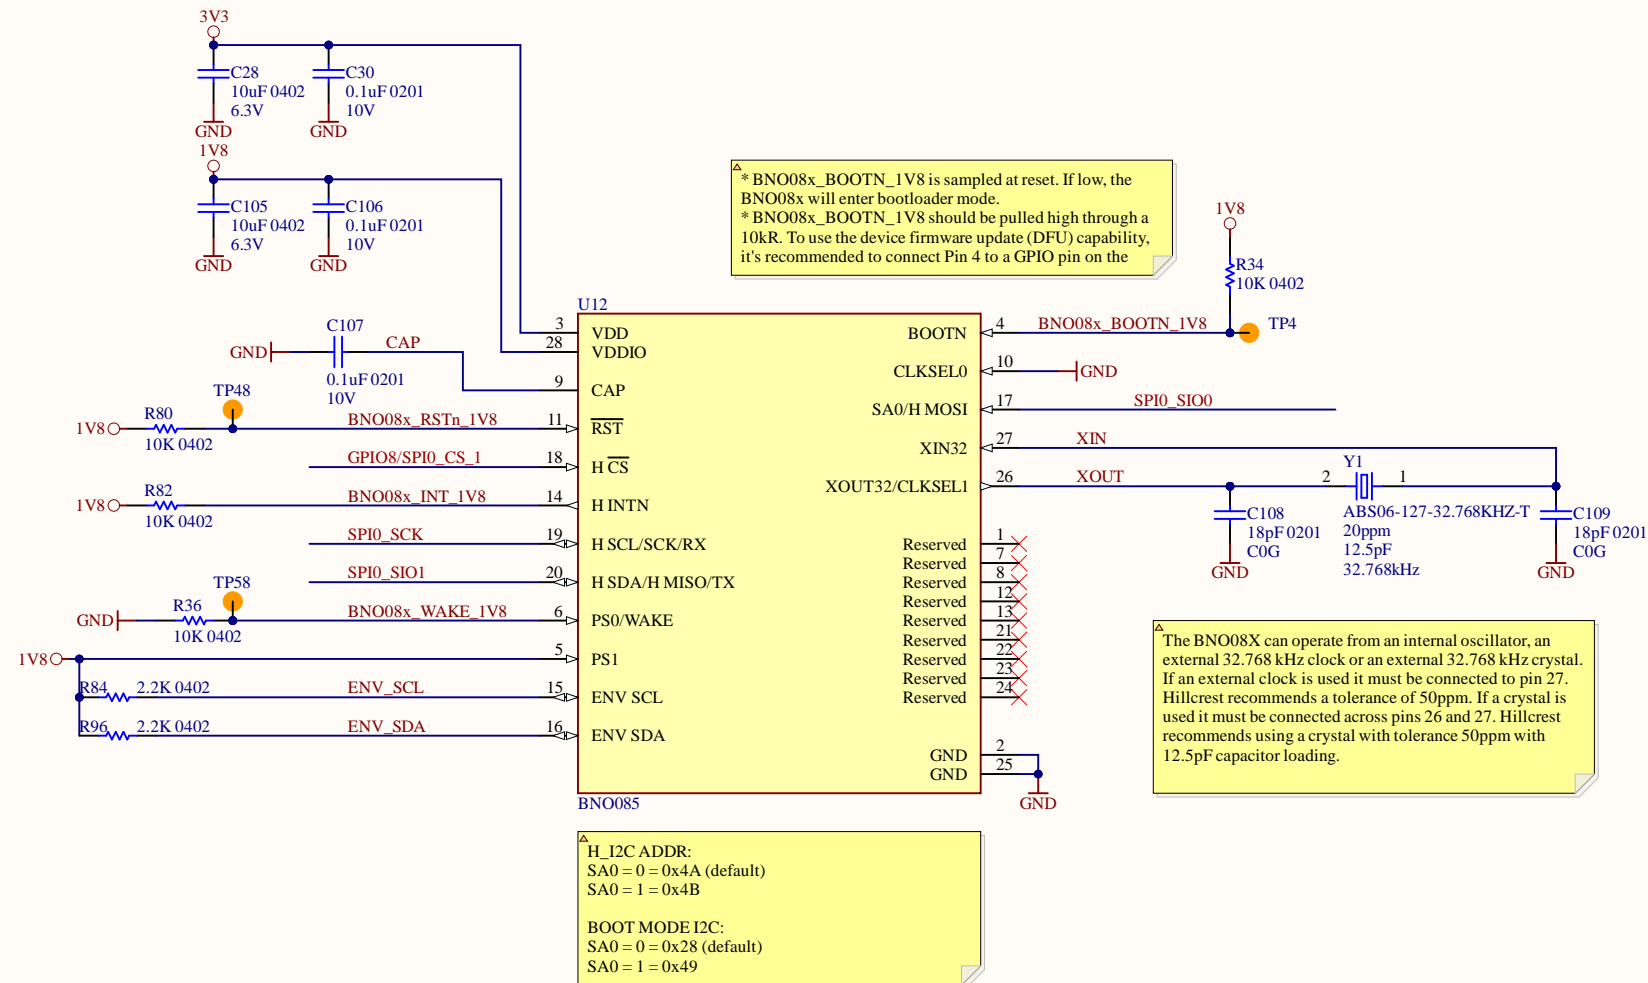 3V3
C28
10uF 0402
6.3V
GND
C30
0.1uF 0201
10V
GND
1V8
C105
10uF 0402
6.3V
GND
C106
0.1uF 0201
10V
GND
* BNO08x_BOOTN_1V8 is sampled at reset. If low, the
BNO08x will enter bootloader mode.
* BNO08x_BOOTN_1V8 should be pulled high through a
10kR. To use the device firmware update (DFU) capability,
it's recommended to connect Pin 4 to a GPIO pin on the
1V8
R34
10K 0402
TP4
U12
C107
GND
CAP
0.1uF 0201
10V
TP48
R80
1V8
10K 0402
BNO08x_RSTn_1V8
GPIO8/SPI0_CS_1
R82
1V8
10K 0402
BNO08x_INT_1V8
SPI0_SCK
SPI0_SIO1
TP58
R36
GND
10K 0402
BNO08x_WAKE_1V8
1V8
R84 2.2K 0402
ENV_SCL
R96 2.2K 0402
ENV_SDA
3 VDD
28 VDDIO
9 CAP
11 RST
18 H CS
14 H INTN
19 H SCL/SCK/RX
20 H SDA/H MISO/TX
6 PS0/WAKE
5 PS1
15 ENV SCL
16 ENV SDA
BOOTN 4 BNO08x_BOOTN_1V8
CLKSEL0 10 GND
SA0/H MOSI 17 SPI0_SIO0
XIN32 27 XIN
XOUT32/CLKSEL1 26 XOUT
Reserved 1
Reserved 7
Reserved 8
Reserved 12
Reserved 13
Reserved 21
Reserved 22
Reserved 23
Reserved 24
GND 2
GND 25
GND
BNO085
C108
18pF 0201
C0G
GND
Y1
2 1
ABS06-127-32.768KHZ-T
20ppm
12.5pF
32.768kHz
C109
18pF 0201
C0G
GND
The BNO08X can operate from an internal oscillator, an
external 32.768 kHz clock or an external 32.768 kHz crystal.
If an external clock is used it must be connected to pin 27.
Hillcrest recommends a tolerance of 50ppm. If a crystal is
used it must be connected across pins 26 and 27. Hillcrest
recommends using a crystal with tolerance 50ppm with
12.5pF capacitor loading.
H_I2C ADDR:
SA0 = 0 = 0x4A (default)
SA0 = 1 = 0x4B
BOOT MODE I2C:
SA0 = 0 = 0x28 (default)
SA0 = 1 = 0x49